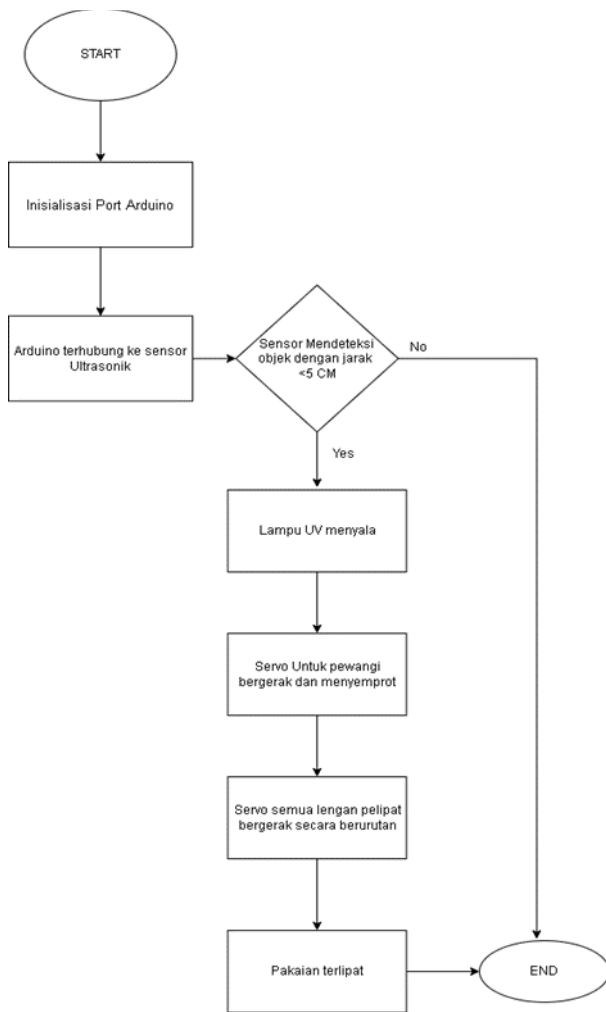 START
Inisialisasi Port Arduino
Arduino terhubung ke sensor
Ultrasonik
Sensor Mendeteksi
objek dengan jarak
<5 CM
No
Yes
Lampu UV menyala
Servo Untuk pewangi
bergerak dan menyemprot
Servo semua lengan pelipat
bergerak secara berurutan
Pakaian terlipat
END